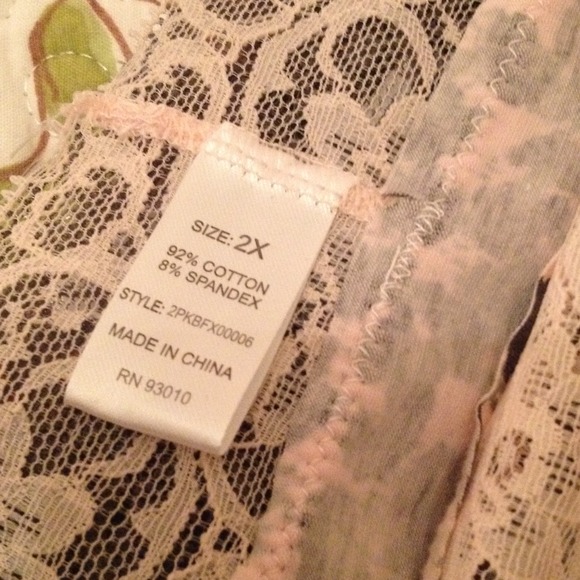 SIZE: 2X
92% COTTON
8% SPANDEX
STYLE: 2PKBFX00006
MADE IN CHINA
RN 93010